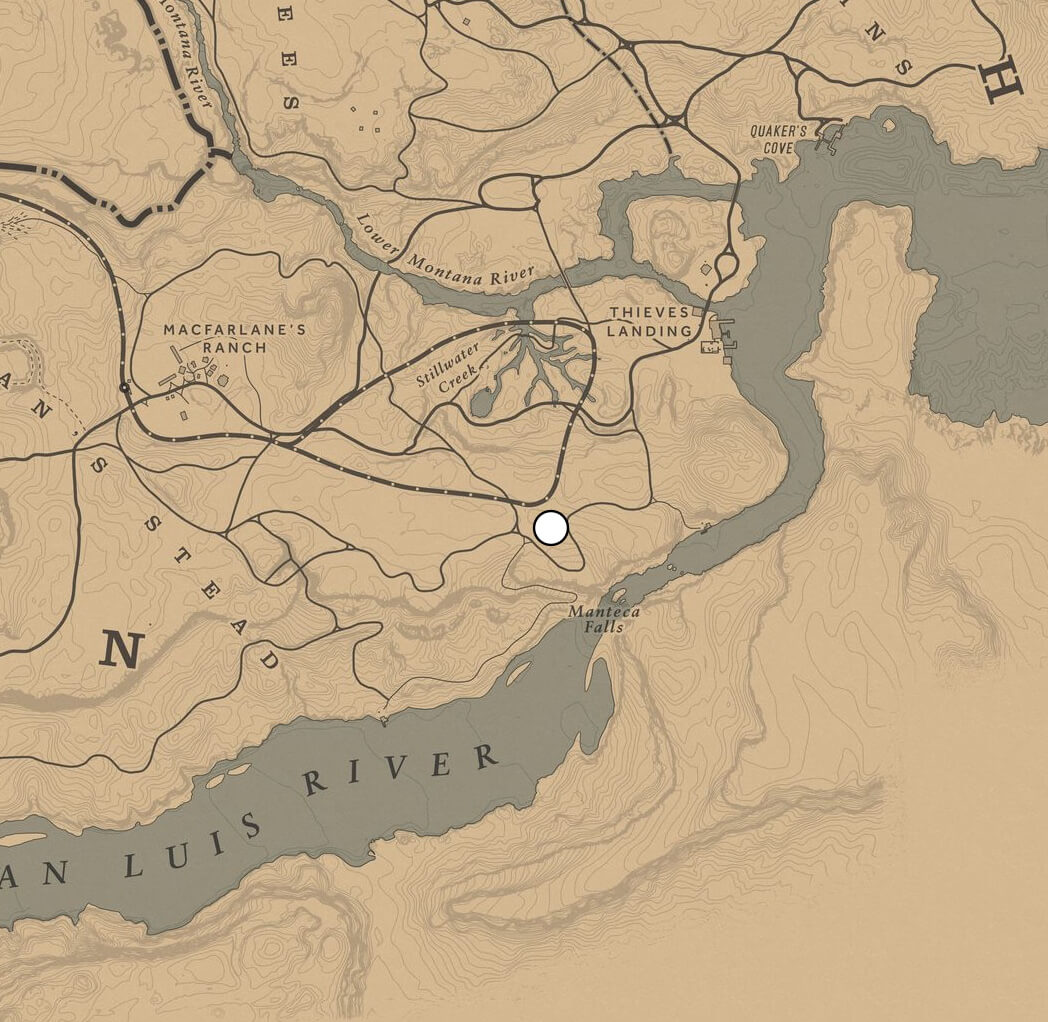 Montana River
E E S
I N S
H
QUAKER'S
COVE
Lower Montana River
THIEVES
LANDING
MACFARLANE'S
RANCH
Stillwater
Creek
A N ' S
S T E A D
N
Manteca
Falls
AN LUIS RIVER